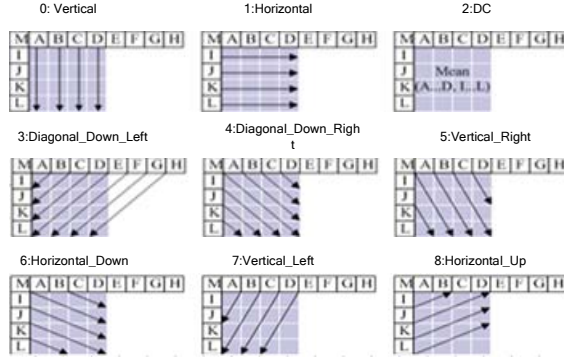 0: Vertical
1:Horizontal
2:DC
M A B C D E F G H
I
J
K
L
M A B C D E F G H
I
J
K
L
M A B C D E F G H
I
J Mean
K (A...D, I...L)
L
3:Diagonal_Down_Left
4:Diagonal_Down_Righ
t
5:Vertical_Right
M A B C D E F G H
I
J
K
L
M A B C D E F G H
I
J
K
L
M A B C D E F G H
I
J
K
L
6:Horizontal_Down
7:Vertical_Left
8:Horizontal_Up
M A B C D E F G H
I
J
K
L
M A B C D E F G H
I
J
K
L
M A B C D E F G H
I
J
K
L